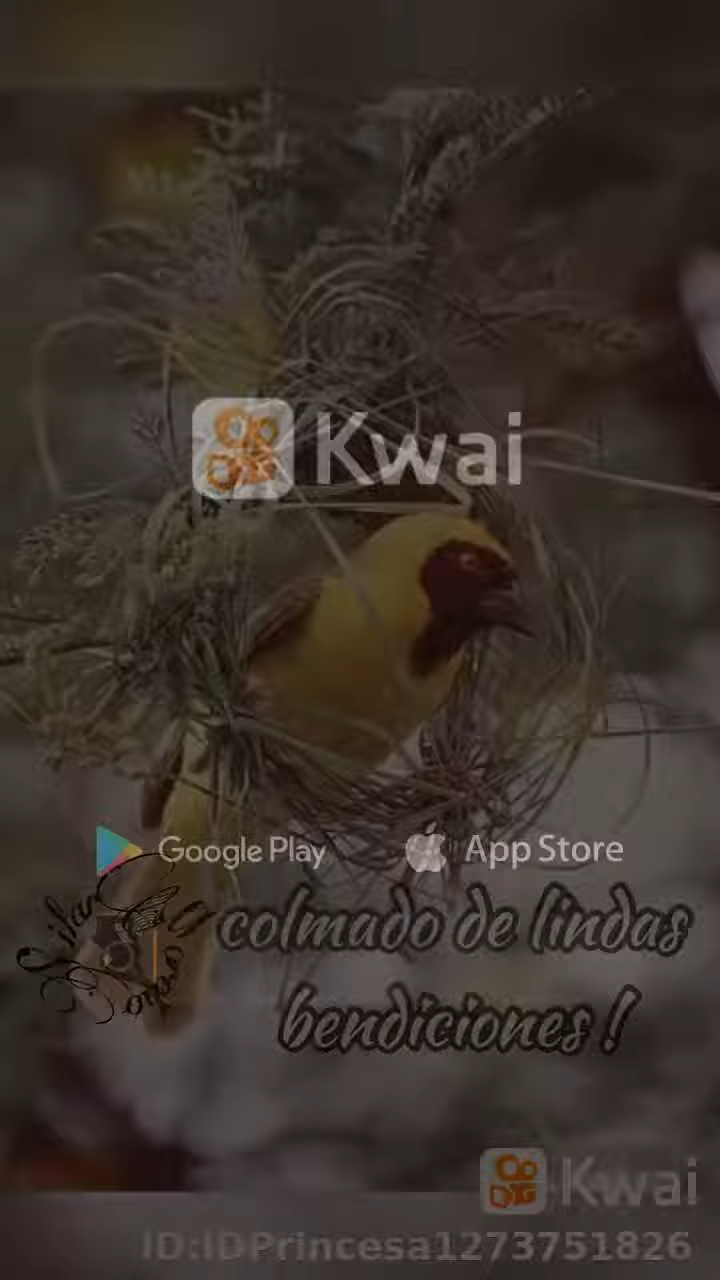 Kwai
Google Play
App Store
colmado de lindas
bendiciones !
Kwai
ID:IDPrincesa1273751826